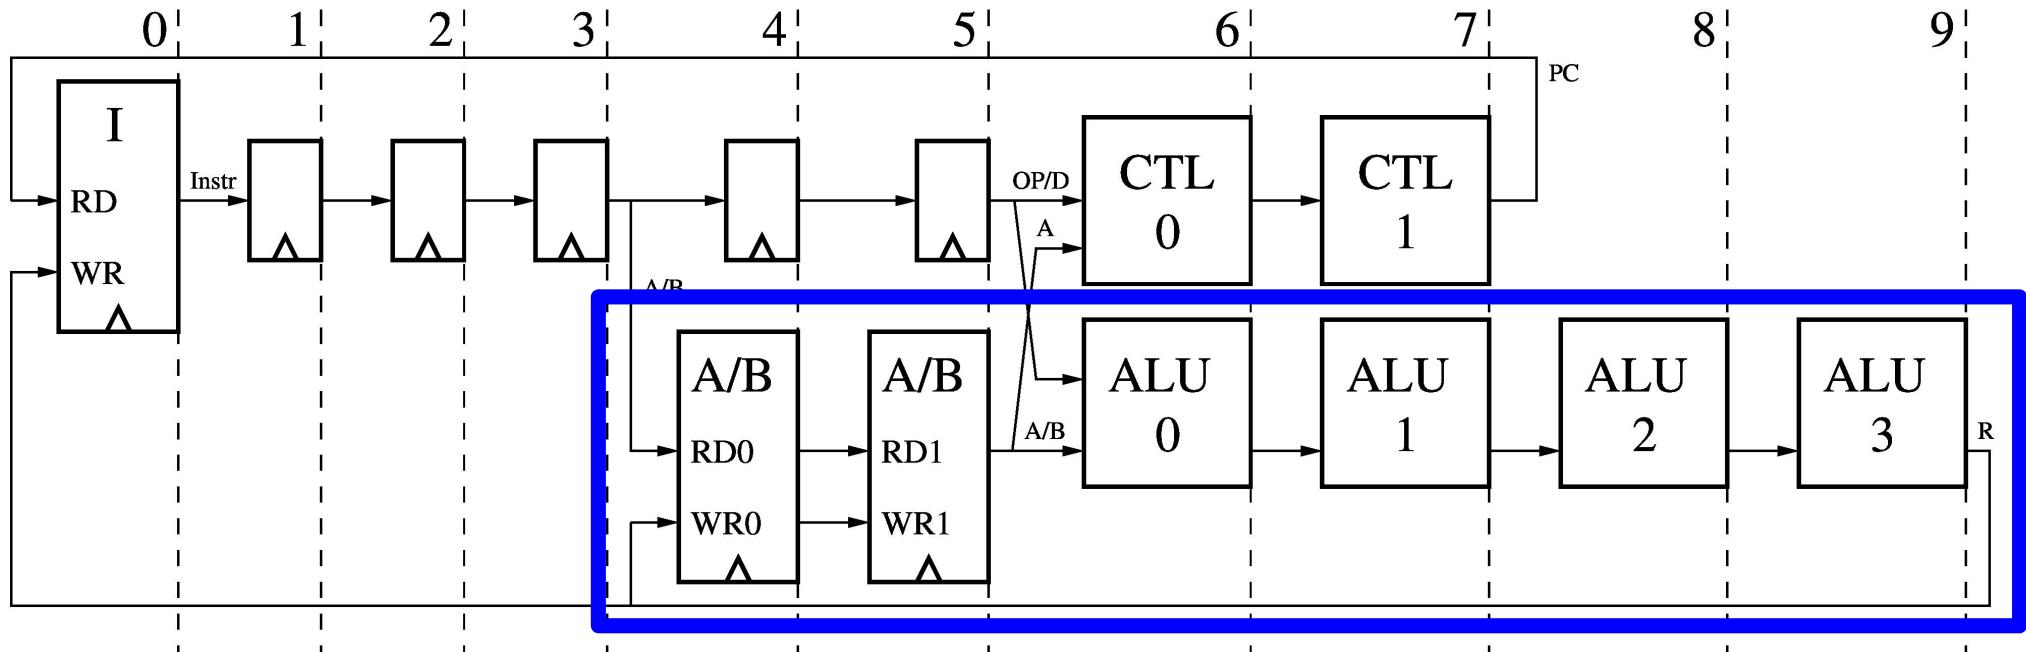 0 1 2 3 4 5 6 7 8 9
PC
I
RD
WR
Instr
OP/D
A
CTL
0
CTL
1
A/B
A/B
RD0
WR0
A/B
RD1
WR1
A/B
ALU
0
ALU
1
ALU
2
ALU
3
R